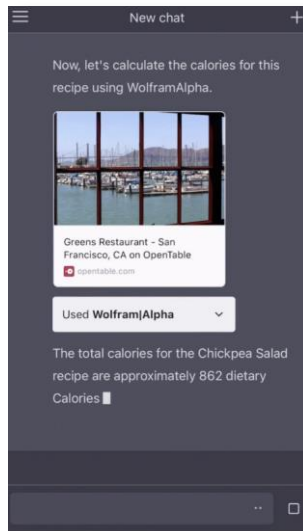 New chat
Now, let's calculate the calories for this
recipe using WolframAlpha.
Greens Restaurant - San
Francisco, CA on OpenTable
opentable.com
Used Wolfram|Alpha
The total calories for the Chickpea Salad
recipe are approximately 862 dietary
Calories